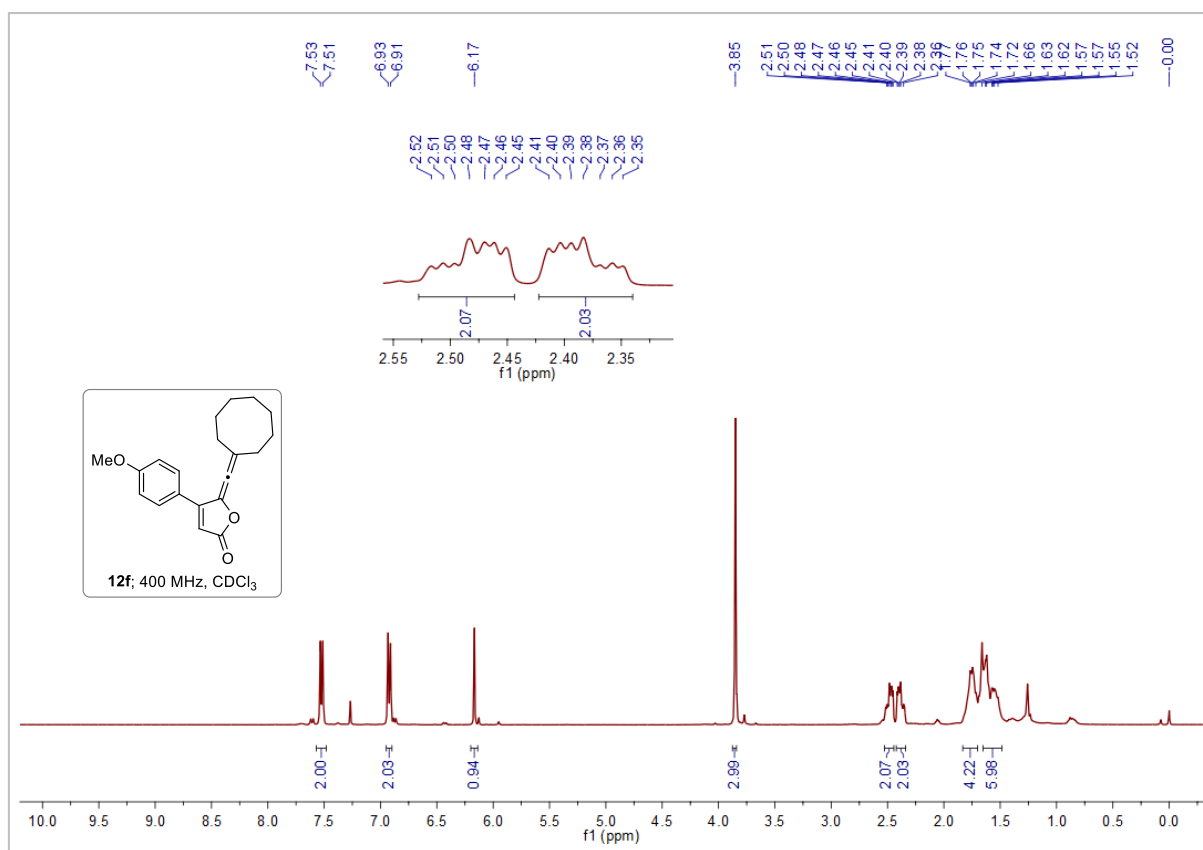 7.53 7.51 6.93 6.91 6.17 3.85 2.51 2.50 2.48 2.47 2.46 2.45 2.41 2.40 2.39 2.38 2.36 1.77 1.76 1.75 1.74 1.72 1.66 1.63 1.62 1.57 1.57 1.55 1.52 -0.00
2.52 2.51 2.50 2.48 2.47 2.46 2.45 2.41 2.40 2.39 2.38 2.37 2.36 2.35
2.07 2.03
2.55 2.50 2.45 2.40 2.35
f1 (ppm)
MeO
O
O
12f; 400 MHz, CDCl₃
2.00 2.03 0.94 2.99 2.07 2.03 4.22 5.98
10.0 9.5 9.0 8.5 8.0 7.5 7.0 6.5 6.0 5.5 5.0 4.5 4.0 3.5 3.0 2.5 2.0 1.5 1.0 0.5 0.0
f1 (ppm)